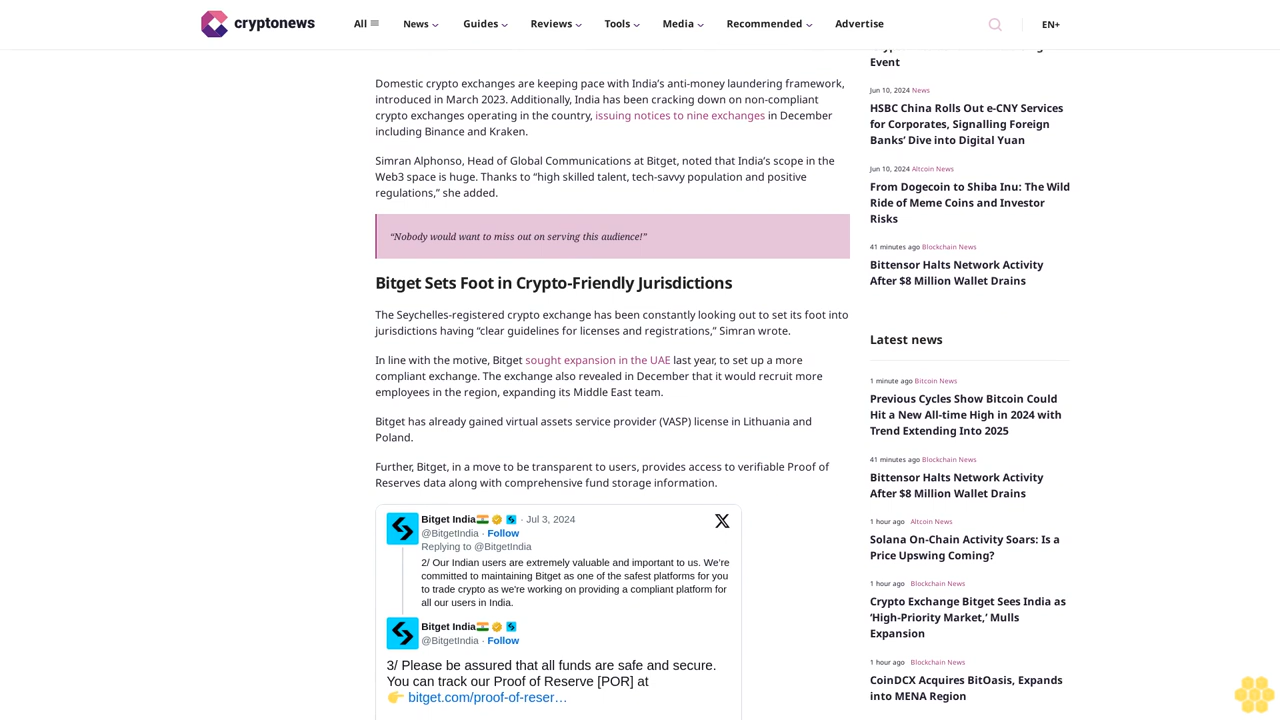 cryptonews
All
News
Guides
Reviews
Tools
Media
Recommended
Advertise
EN+
Domestic crypto exchanges are keeping pace with India's anti-money laundering framework,
introduced in March 2023. Additionally, India has been cracking down on non-compliant
crypto exchanges operating in the country, issuing notices to nine exchanges in December
including Binance and Kraken.
Simran Alphonso, Head of Global Communications at Bitget, noted that India's scope in the
Web3 space is huge. Thanks to “high skilled talent, tech-savvy population and positive
regulations,” she added.
“Nobody would want to miss out on serving this audience!”
Bitget Sets Foot in Crypto-Friendly Jurisdictions
The Seychelles-registered crypto exchange has been constantly looking out to set its foot into
jurisdictions having “clear guidelines for licenses and registrations,” Simran wrote.
In line with the motive, Bitget sought expansion in the UAE last year, to set up a more
compliant exchange. The exchange also revealed in December that it would recruit more
employees in the region, expanding its Middle East team.
Bitget has already gained virtual assets service provider (VASP) license in Lithuania and
Poland.
Further, Bitget, in a move to be transparent to users, provides access to verifiable Proof of
Reserves data along with comprehensive fund storage information.
Bitget India · Jul 3, 2024
@BitgetIndia · Follow
Replying to @BitgetIndia
2/ Our Indian users are extremely valuable and important to us. We're
committed to maintaining Bitget as one of the safest platforms for you
to trade crypto as we're working on providing a compliant platform for
all our users in India.
Bitget India
@BitgetIndia · Follow
3/ Please be assured that all funds are safe and secure.
You can track our Proof of Reserve [POR] at
👉 bitget.com/proof-of-reser…
Event
Jun 10, 2024 News
HSBC China Rolls Out e-CNY Services
for Corporates, Signalling Foreign
Banks’ Dive into Digital Yuan
Jun 10, 2024 Altcoin News
From Dogecoin to Shiba Inu: The Wild
Ride of Meme Coins and Investor
Risks
41 minutes ago Blockchain News
Bittensor Halts Network Activity
After $8 Million Wallet Drains
Latest news
1 minute ago Bitcoin News
Previous Cycles Show Bitcoin Could
Hit a New All-time High in 2024 with
Trend Extending Into 2025
41 minutes ago Blockchain News
Bittensor Halts Network Activity
After $8 Million Wallet Drains
1 hour ago Altcoin News
Solana On-Chain Activity Soars: Is a
Price Upswing Coming?
1 hour ago Blockchain News
Crypto Exchange Bitget Sees India as
‘High-Priority Market,’ Mulls
Expansion
1 hour ago Blockchain News
CoinDCX Acquires BitOasis, Expands
into MENA Region